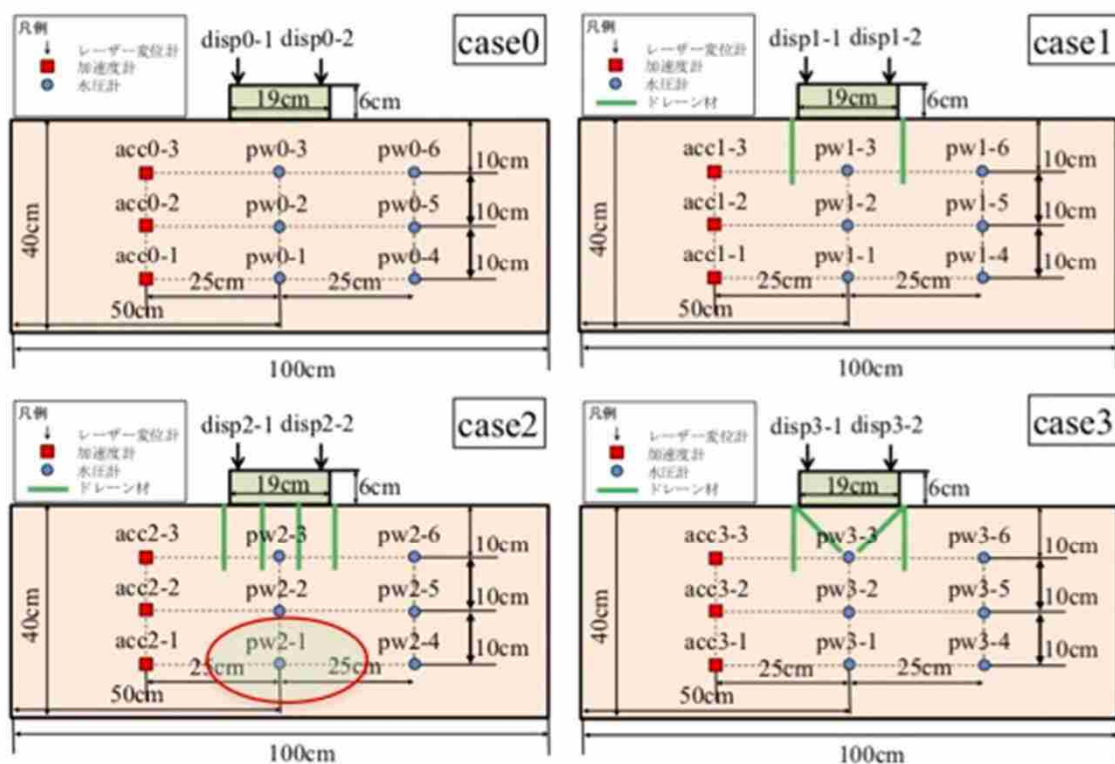 凡例
レーザー変位計
加速度計
水圧計
disp0-1 disp0-2
case0
19cm
6cm
acc0-3
pw0-3
pw0-6
10cm
acc0-2
pw0-2
pw0-5
10cm
40cm
acc0-1
pw0-1
pw0-4
10cm
25cm
25cm
50cm
100cm
凡例
レーザー変位計
加速度計
水圧計
ドレーン材
disp1-1 disp1-2
case1
19cm
6cm
acc1-3
pw1-3
pw1-6
10cm
acc1-2
pw1-2
pw1-5
10cm
40cm
acc1-1
pw1-1
pw1-4
10cm
25cm
25cm
50cm
100cm
凡例
レーザー変位計
加速度計
水圧計
ドレーン材
disp2-1 disp2-2
case2
19cm
6cm
acc2-3
pw2-3
pw2-6
10cm
acc2-2
pw2-2
pw2-5
10cm
40cm
acc2-1
pw2-1
pw2-4
10cm
25cm
25cm
50cm
100cm
凡例
レーザー変位計
加速度計
水圧計
ドレーン材
disp3-1 disp3-2
case3
19cm
6cm
acc3-3
pw3-3
pw3-6
10cm
acc3-2
pw3-2
pw3-5
10cm
40cm
acc3-1
pw3-1
pw3-4
10cm
25cm
25cm
50cm
100cm